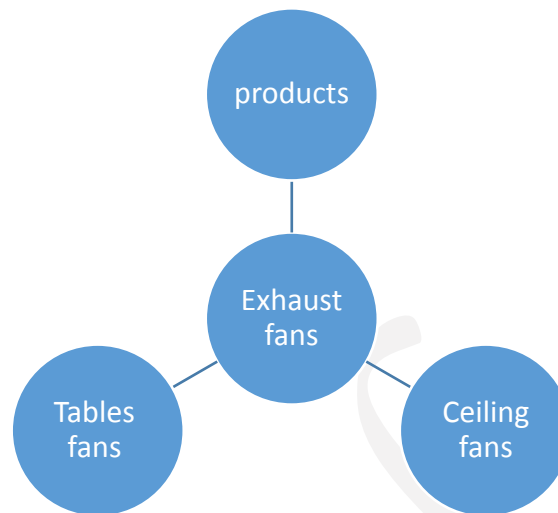 products
Exhaust
fans
Tables
fans
Ceiling
fans